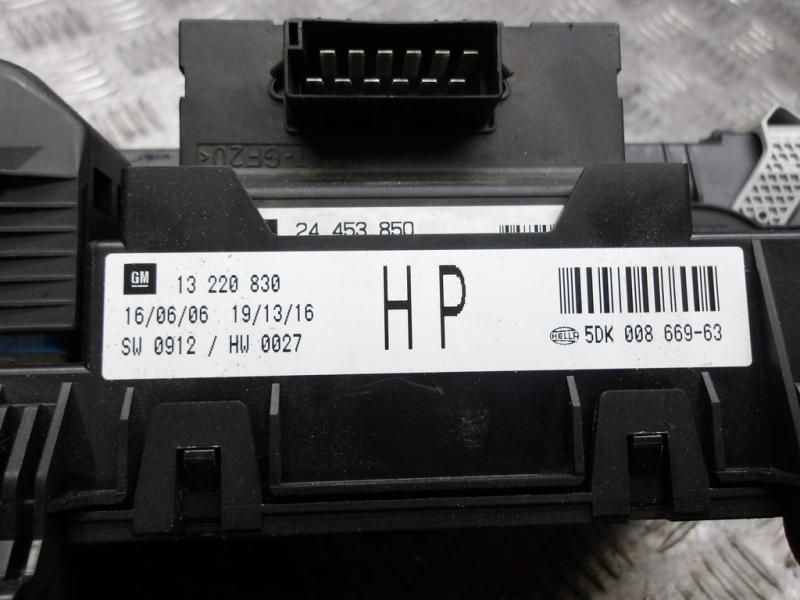 24 453 850
GM 13 220 830
16/06/06 19/13/16
SW 0912 / HW 0027
HP
HELLA 5DK 008 669-63